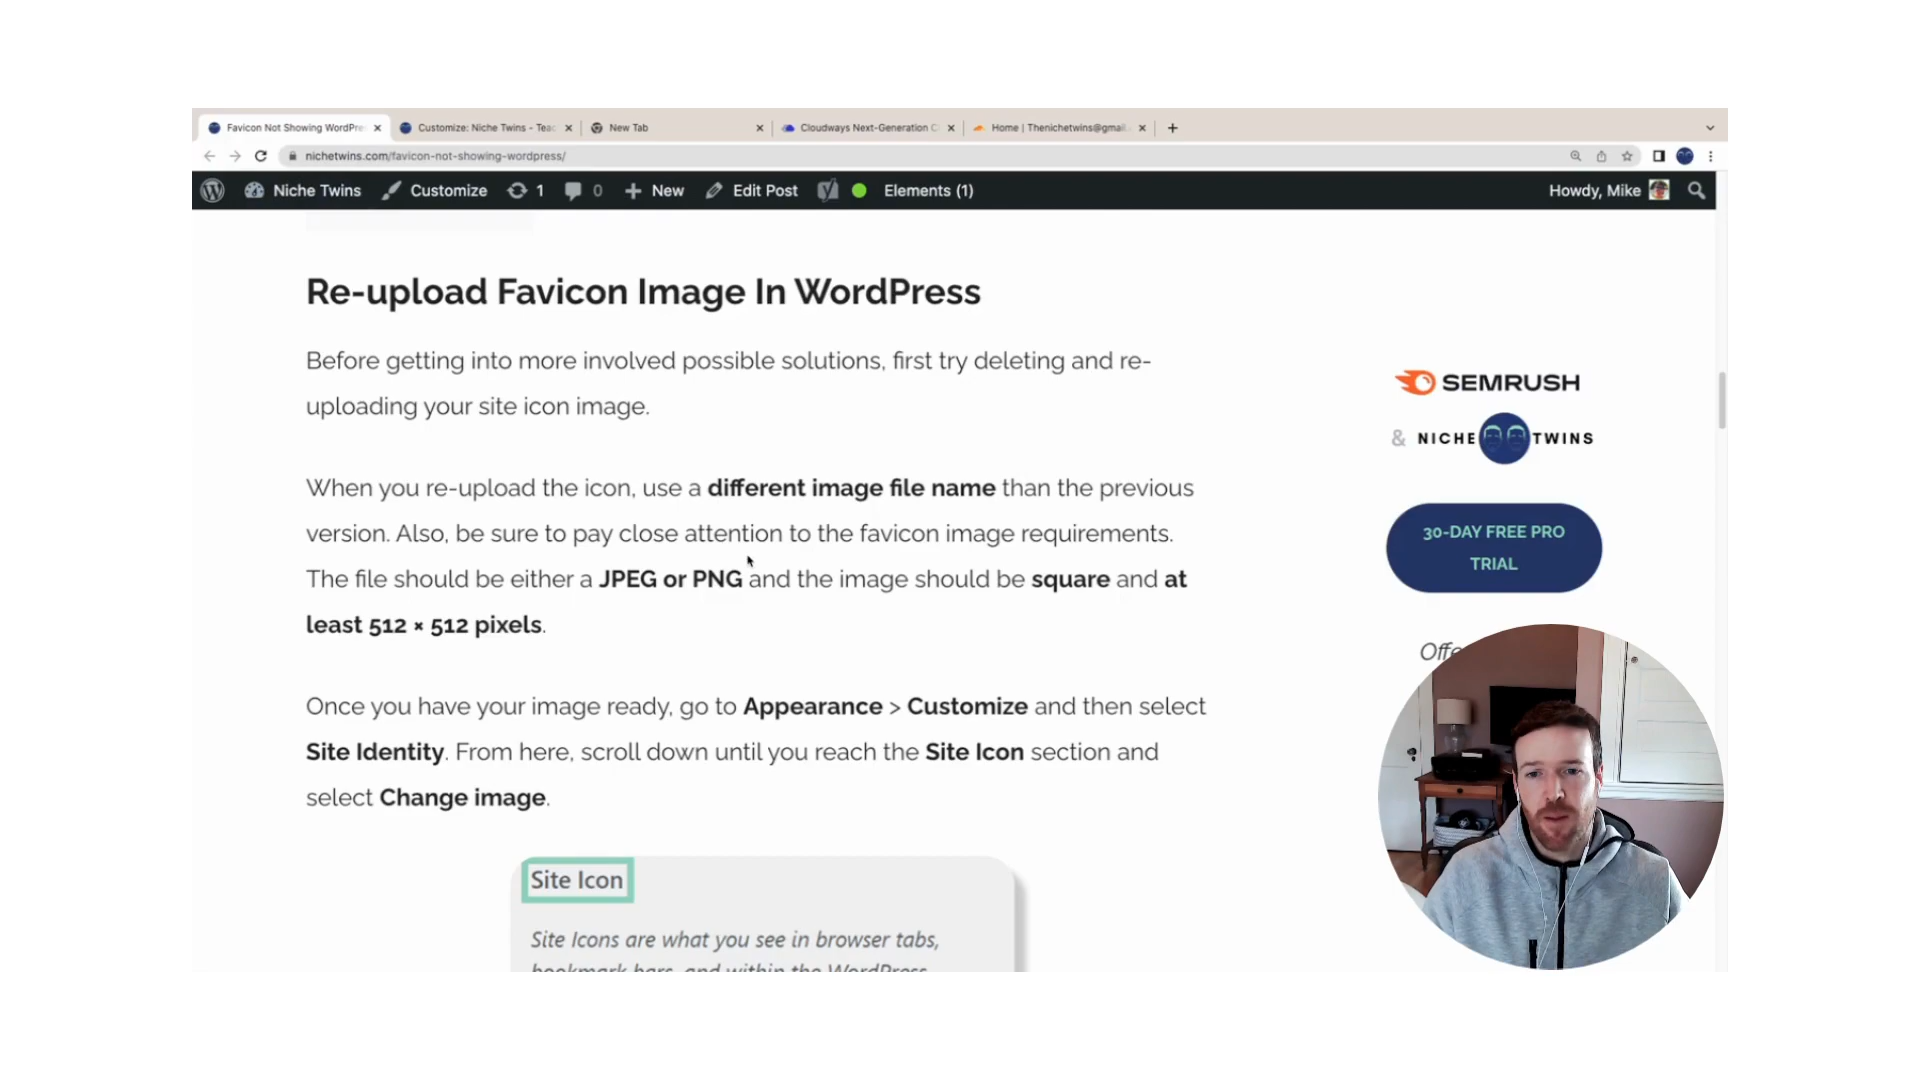 Favicon Not Showing WordPre
Customize: Niche Twins - Teac
New Tab
Cloudways Next-Generation C
Home | Thenichetwins@gmail.
nichetwins.com/favicon-not-showing-wordpress/
Niche Twins
Customize
1
0
New
Edit Post
Elements (1)
Howdy, Mike
Re-upload Favicon Image In WordPress
Before getting into more involved possible solutions, first try deleting and re-
uploading your site icon image.
When you re-upload the icon, use a different image file name than the previous
version. Also, be sure to pay close attention to the favicon image requirements.
The file should be either a JPEG or PNG and the image should be square and at
least 512 × 512 pixels.
Once you have your image ready, go to Appearance > Customize and then select
Site Identity. From here, scroll down until you reach the Site Icon section and
select Change image.
Site Icon
Site Icons are what you see in browser tabs,
bookmark bars, and within the WordPress
SEMRUSH
& NICHE TWINS
30-DAY FREE PRO
TRIAL
Offe